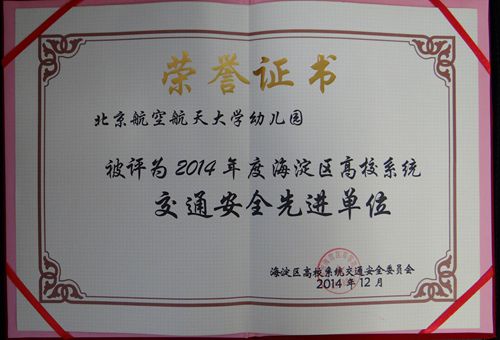 荣誉证书
北京航空航天大学幼儿园
被评为2014年度海淀区高校系统
交通安全先进单位
海淀区高校系统交通安全委员会
2014年12月